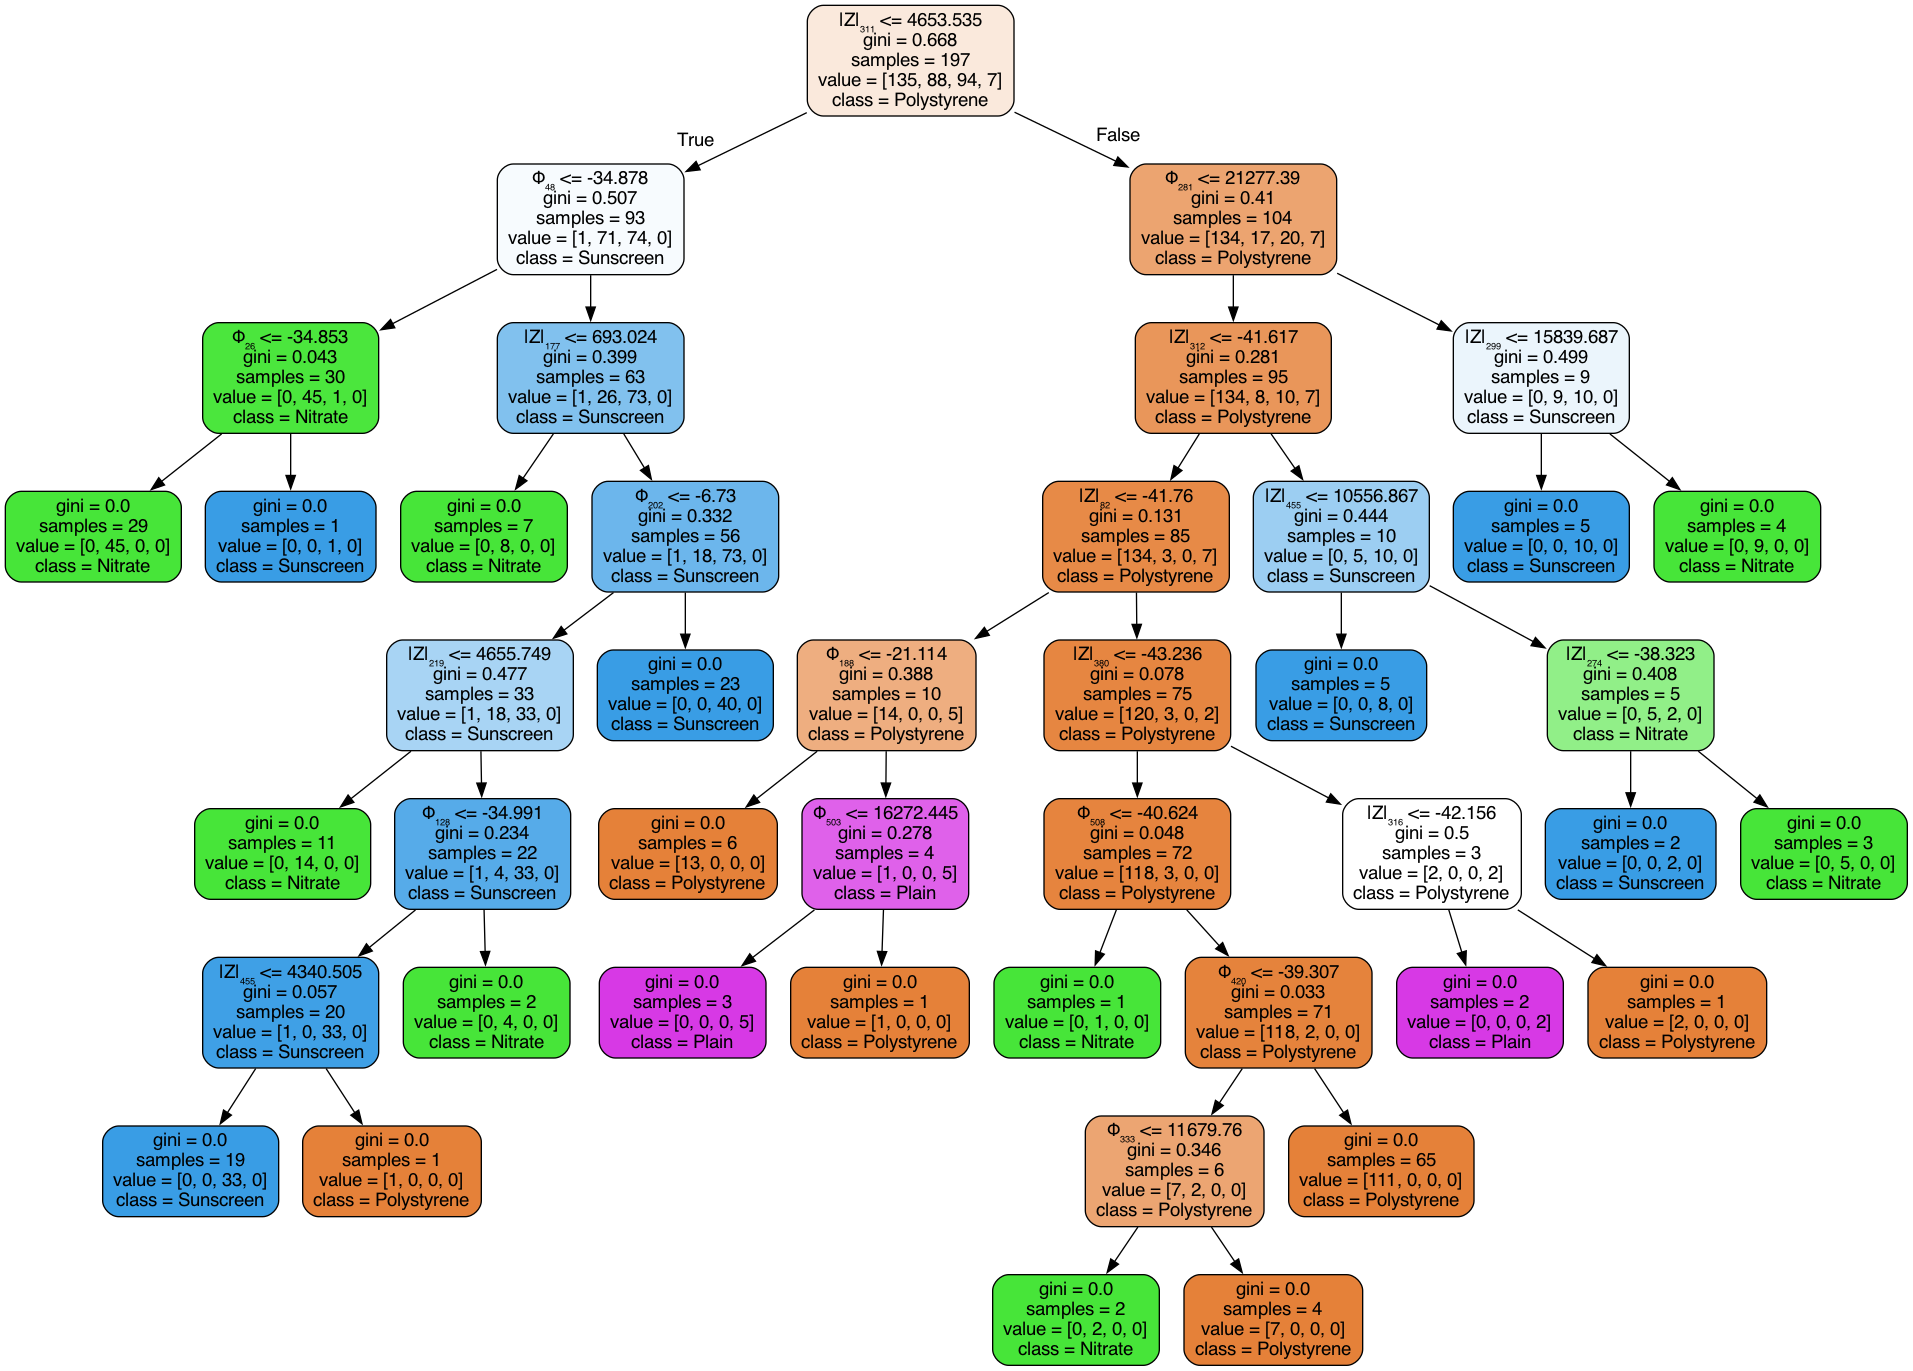 |Z|₃₁₁ <= 4653.535
gini = 0.668
samples = 197
value = [135, 88, 94, 7]
class = Polystyrene
True
False
Φ₄₈ <= -34.878
gini = 0.507
samples = 93
value = [1, 71, 74, 0]
class = Sunscreen
Φ₂₈₁ <= 21277.39
gini = 0.41
samples = 104
value = [134, 17, 20, 7]
class = Polystyrene
Φ₂₆ <= -34.853
gini = 0.043
samples = 30
value = [0, 45, 1, 0]
class = Nitrate
|Z|₁₇₇ <= 693.024
gini = 0.399
samples = 63
value = [1, 26, 73, 0]
class = Sunscreen
|Z|₃₁₂ <= -41.617
gini = 0.281
samples = 95
value = [134, 8, 10, 7]
class = Polystyrene
|Z|₂₉₉ <= 15839.687
gini = 0.499
samples = 9
value = [0, 9, 10, 0]
class = Sunscreen
gini = 0.0
samples = 29
value = [0, 45, 0, 0]
class = Nitrate
gini = 0.0
samples = 1
value = [0, 0, 1, 0]
class = Sunscreen
gini = 0.0
samples = 7
value = [0, 8, 0, 0]
class = Nitrate
Φ₂₀₂ <= -6.73
gini = 0.332
samples = 56
value = [1, 18, 73, 0]
class = Sunscreen
|Z|₈₂ <= -41.76
gini = 0.131
samples = 85
value = [134, 3, 0, 7]
class = Polystyrene
|Z|₄₅₅ <= 10556.867
gini = 0.444
samples = 10
value = [0, 5, 10, 0]
class = Sunscreen
gini = 0.0
samples = 5
value = [0, 0, 10, 0]
class = Sunscreen
gini = 0.0
samples = 4
value = [0, 9, 0, 0]
class = Nitrate
|Z|₂₁₉ <= 4655.749
gini = 0.477
samples = 33
value = [1, 18, 33, 0]
class = Sunscreen
gini = 0.0
samples = 23
value = [0, 0, 40, 0]
class = Sunscreen
Φ₁₈₈ <= -21.114
gini = 0.388
samples = 10
value = [14, 0, 0, 5]
class = Polystyrene
|Z|₃₈₀ <= -43.236
gini = 0.078
samples = 75
value = [120, 3, 0, 2]
class = Polystyrene
gini = 0.0
samples = 5
value = [0, 0, 8, 0]
class = Sunscreen
|Z|₂₇₄ <= -38.323
gini = 0.408
samples = 5
value = [0, 5, 2, 0]
class = Nitrate
gini = 0.0
samples = 11
value = [0, 14, 0, 0]
class = Nitrate
Φ₁₂₈ <= -34.991
gini = 0.234
samples = 22
value = [1, 4, 33, 0]
class = Sunscreen
gini = 0.0
samples = 6
value = [13, 0, 0, 0]
class = Polystyrene
Φ₅₀₃ <= 16272.445
gini = 0.278
samples = 4
value = [1, 0, 0, 5]
class = Plain
Φ₅₀₈ <= -40.624
gini = 0.048
samples = 72
value = [118, 3, 0, 0]
class = Polystyrene
|Z|₃₁₆ <= -42.156
gini = 0.5
samples = 3
value = [2, 0, 0, 2]
class = Polystyrene
gini = 0.0
samples = 2
value = [0, 0, 2, 0]
class = Sunscreen
gini = 0.0
samples = 3
value = [0, 5, 0, 0]
class = Nitrate
|Z|₄₅₅ <= 4340.505
gini = 0.057
samples = 20
value = [1, 0, 33, 0]
class = Sunscreen
gini = 0.0
samples = 2
value = [0, 4, 0, 0]
class = Nitrate
gini = 0.0
samples = 3
value = [0, 0, 0, 5]
class = Plain
gini = 0.0
samples = 1
value = [1, 0, 0, 0]
class = Polystyrene
gini = 0.0
samples = 1
value = [0, 1, 0, 0]
class = Nitrate
Φ₄₂₀ <= -39.307
gini = 0.033
samples = 71
value = [118, 2, 0, 0]
class = Polystyrene
gini = 0.0
samples = 2
value = [0, 0, 0, 2]
class = Plain
gini = 0.0
samples = 1
value = [2, 0, 0, 0]
class = Polystyrene
gini = 0.0
samples = 19
value = [0, 0, 33, 0]
class = Sunscreen
gini = 0.0
samples = 1
value = [1, 0, 0, 0]
class = Polystyrene
Φ₃₃₃ <= 11679.76
gini = 0.346
samples = 6
value = [7, 2, 0, 0]
class = Polystyrene
gini = 0.0
samples = 65
value = [111, 0, 0, 0]
class = Polystyrene
gini = 0.0
samples = 2
value = [0, 2, 0, 0]
class = Nitrate
gini = 0.0
samples = 4
value = [7, 0, 0, 0]
class = Polystyrene